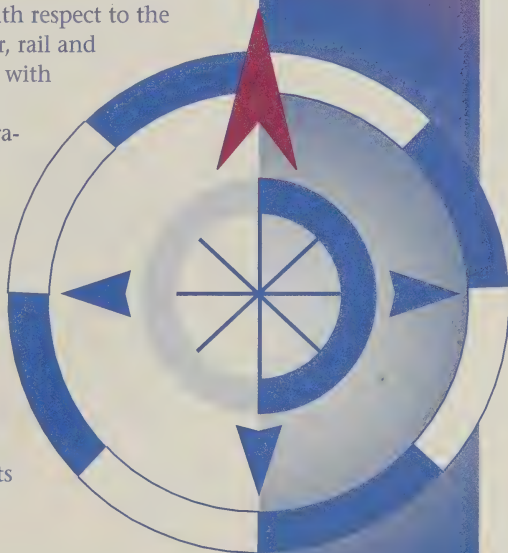 th respect to the
r, rail and
with
ra-
ts